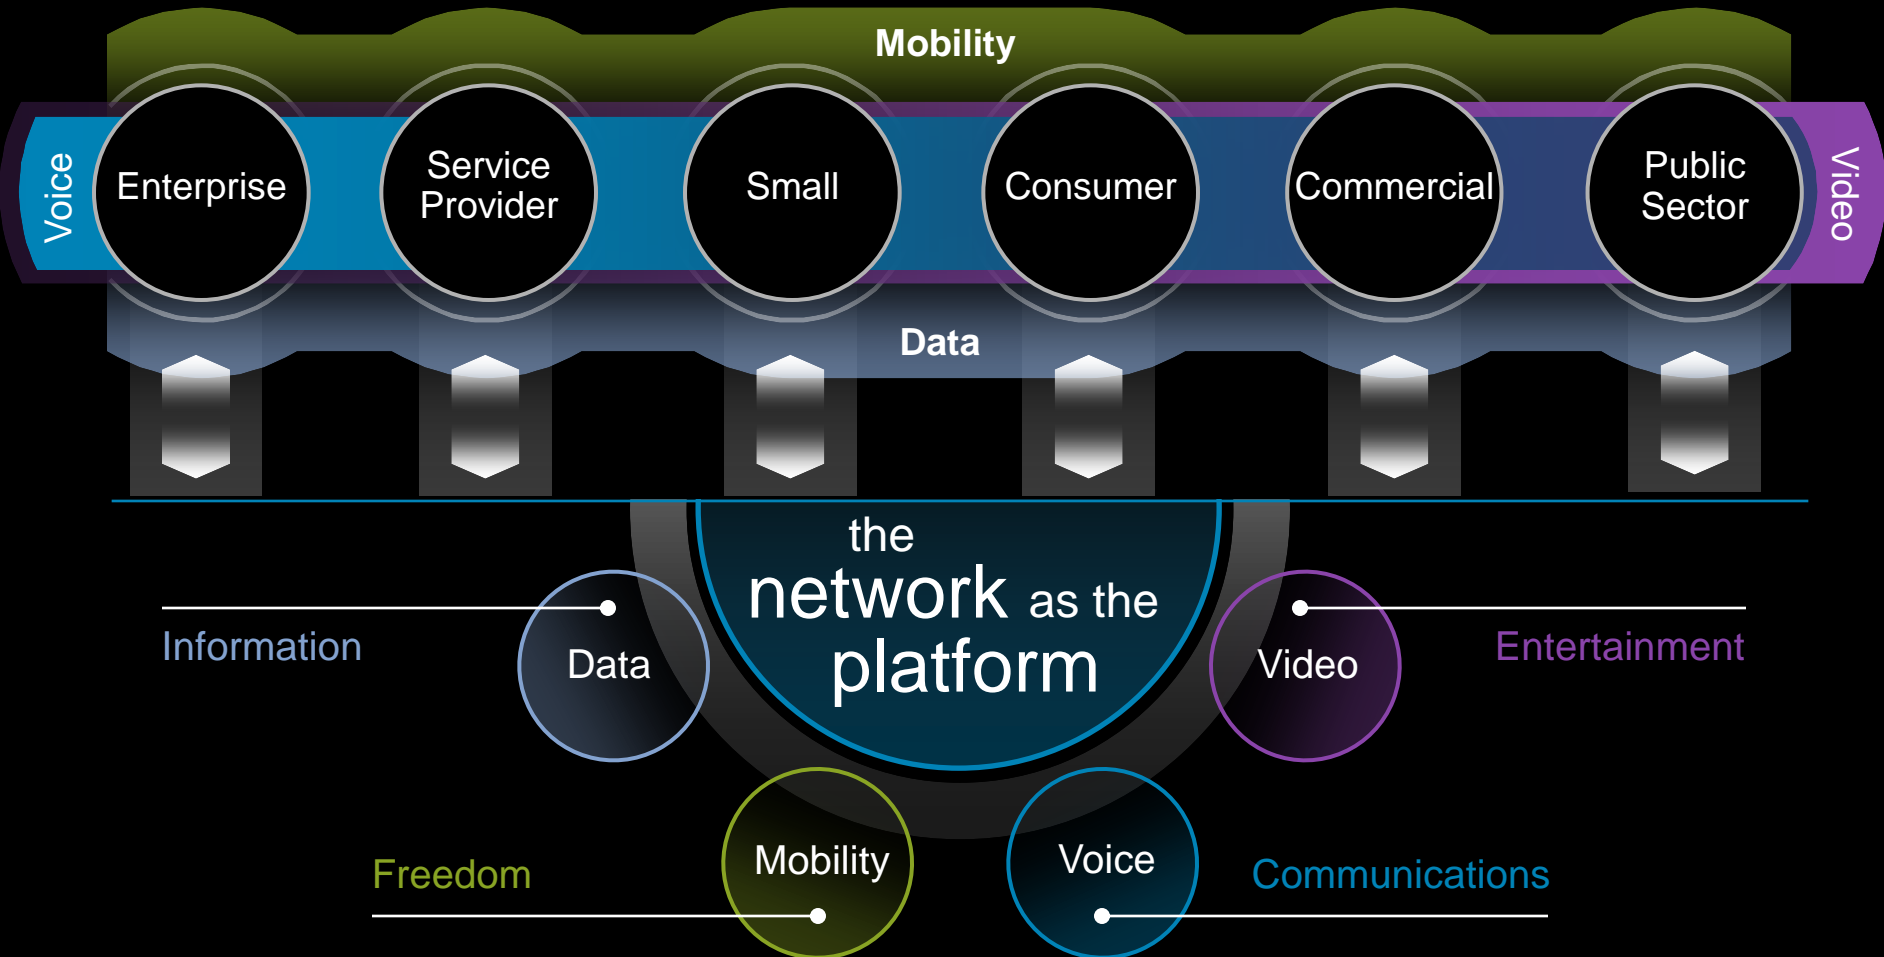 Mobility
Voice
Enterprise
Service
Provider
Small
Consumer
Commercial
Public
Sector
Video
Data
the
network as the
platform
Information
Data
Video
Entertainment
Freedom
Mobility
Voice
Communications